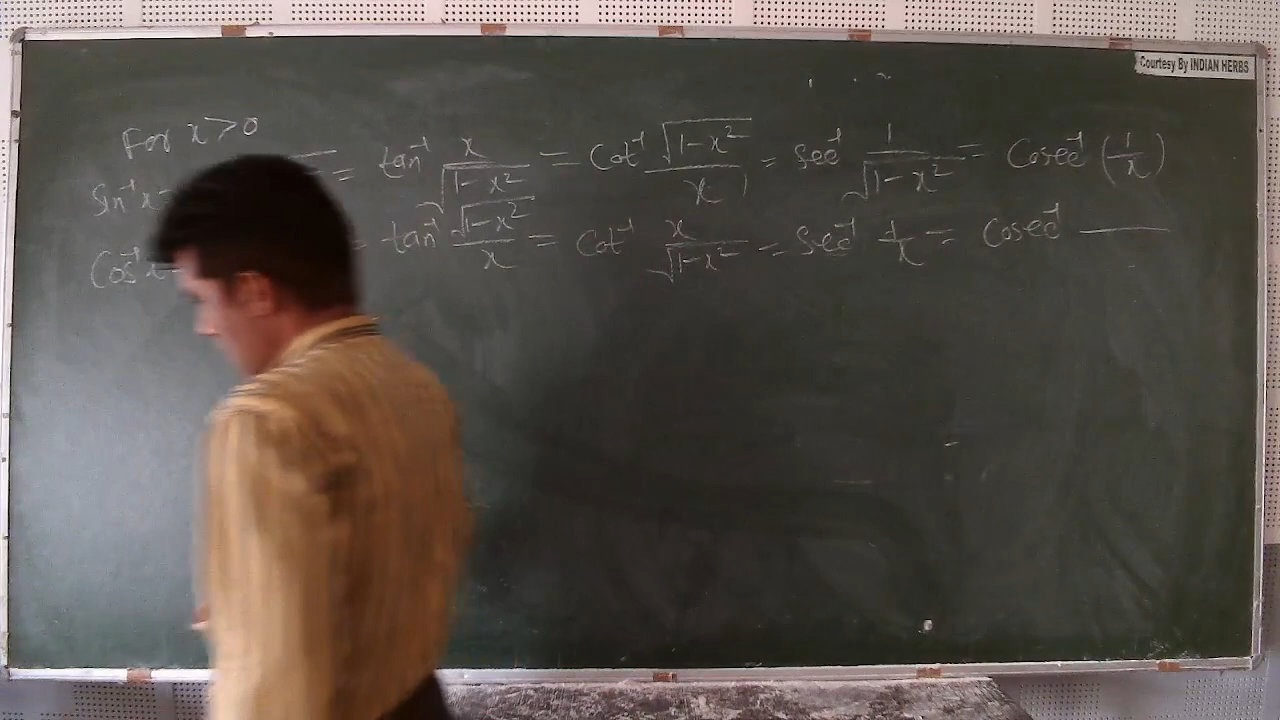 Courtesy By INDIAN HERBS
For x > 0
sin⁻¹x = = tan⁻¹ x/√(1-x²) = Cot⁻¹ √(1-x²)/x = Sec⁻¹ 1/√(1-x²) = Cosec⁻¹ (1/x)
Cos⁻¹x = = tan⁻¹ √(1-x²)/x = Cot⁻¹ x/√(1-x²) = Sec⁻¹ 1/x = Cosec⁻¹